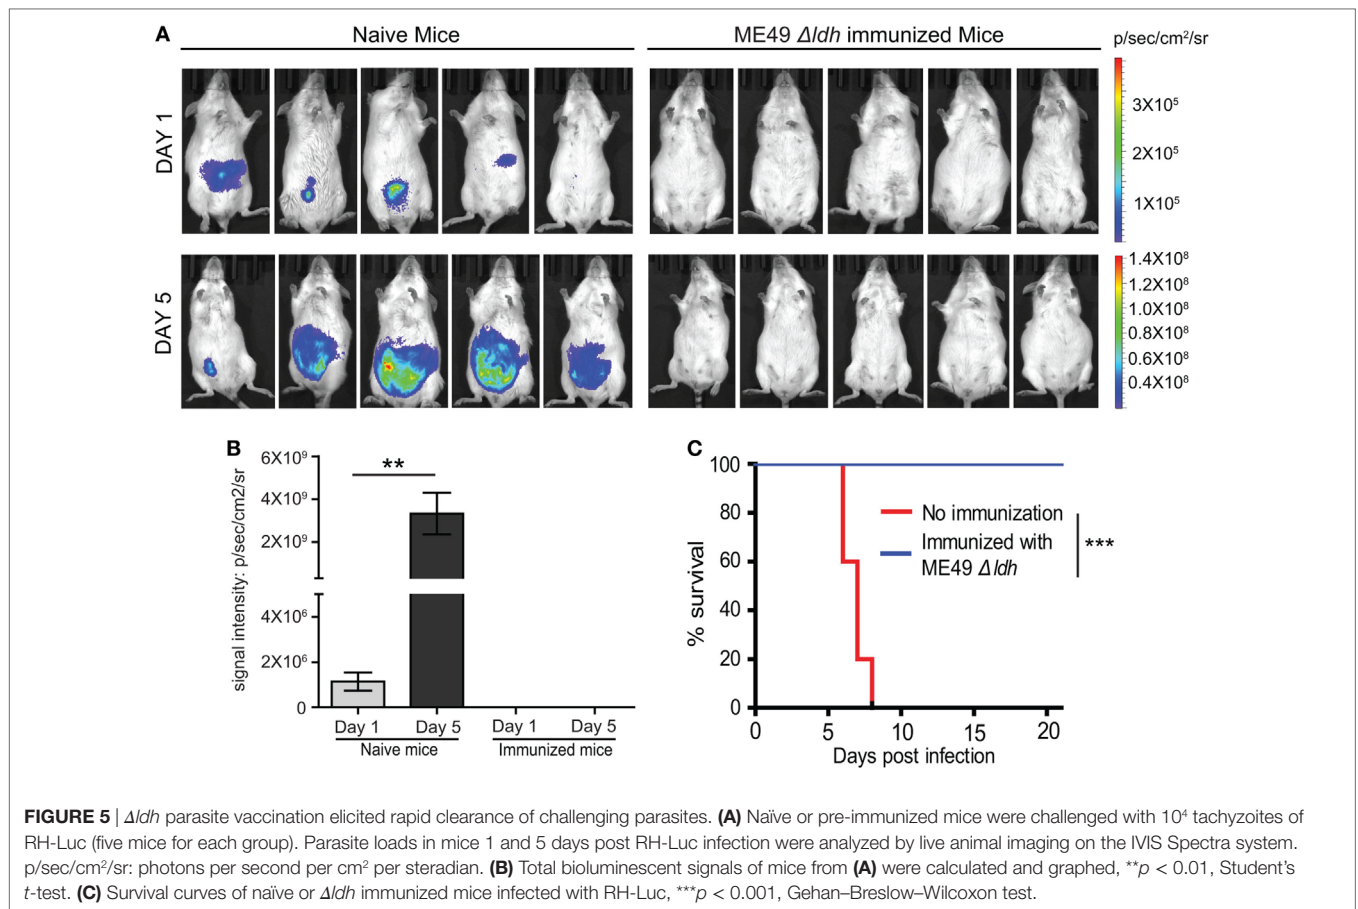 A
Naive Mice
ME49 Δldh immunized Mice
p/sec/cm²/sr
DAY 1
3X10⁵
2X10⁵
1X10⁵
DAY 5
1.4X10⁸
1.2X10⁸
1.0X10⁸
0.8X10⁸
0.6X10⁸
0.4X10⁸
B
signal intensity: p/sec/cm2/sr
6X10⁹
4X10⁹
2X10⁹
4X10⁶
2X10⁶
0
**
Day 1 Day 5 Day 1 Day 5
Naive mice Immunized mice
C
% survival
100
80
60
40
20
0
No immunization
Immunized with
ME49 Δldh
***
0 5 10 15 20
Days post infection
FIGURE 5 | Δldh parasite vaccination elicited rapid clearance of challenging parasites. (A) Naïve or pre-immunized mice were challenged with 10⁴ tachyzoites of
RH-Luc (five mice for each group). Parasite loads in mice 1 and 5 days post RH-Luc infection were analyzed by live animal imaging on the IVIS Spectra system.
p/sec/cm²/sr: photons per second per cm² per steradian. (B) Total bioluminescent signals of mice from (A) were calculated and graphed, **p < 0.01, Student's
t-test. (C) Survival curves of naïve or Δldh immunized mice infected with RH-Luc, ***p < 0.001, Gehan–Breslow–Wilcoxon test.